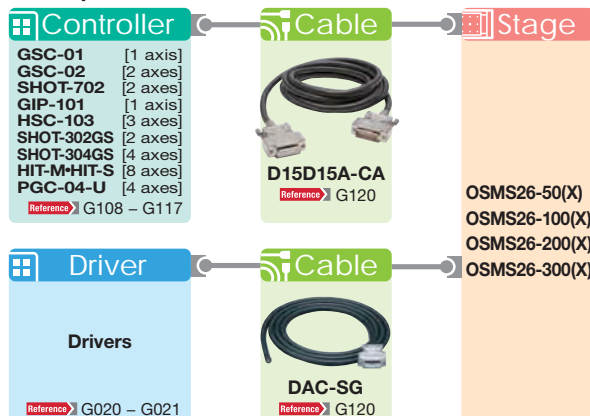 Controller
GSC-01 [1 axis]
GSC-02 [2 axes]
SHOT-702 [2 axes]
GIP-101 [1 axis]
HSC-103 [3 axes]
SHOT-302GS [2 axes]
SHOT-304GS [4 axes]
HIT-M•HIT-S [8 axes]
PGC-04-U [4 axes]
Reference G108 – G117
Cable
D15D15A-CA
Reference G120
Stage
OSMS26-50(X)
OSMS26-100(X)
OSMS26-200(X)
OSMS26-300(X)
Driver
Drivers
Reference G020 – G021
Cable
DAC-SG
Reference G120